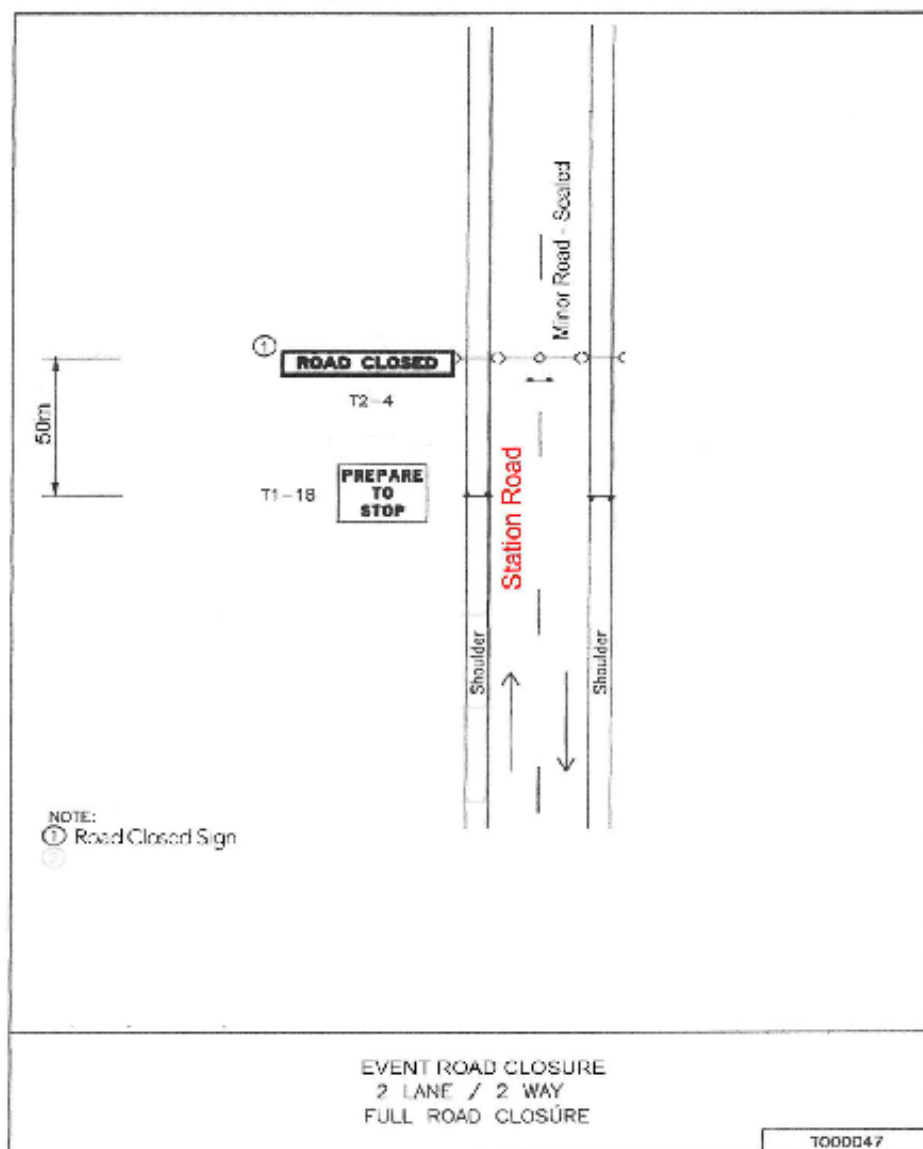 Minor Road - Sealed
①
ROAD CLOSED
T2-4
50m
T1-18
PREPARE
TO
STOP
Station Road
Shoulder
Shoulder
NOTE:
① Road Closed Sign
②
EVENT ROAD CLOSURE
2 LANE / 2 WAY
FULL ROAD CLOSURE
TO00047